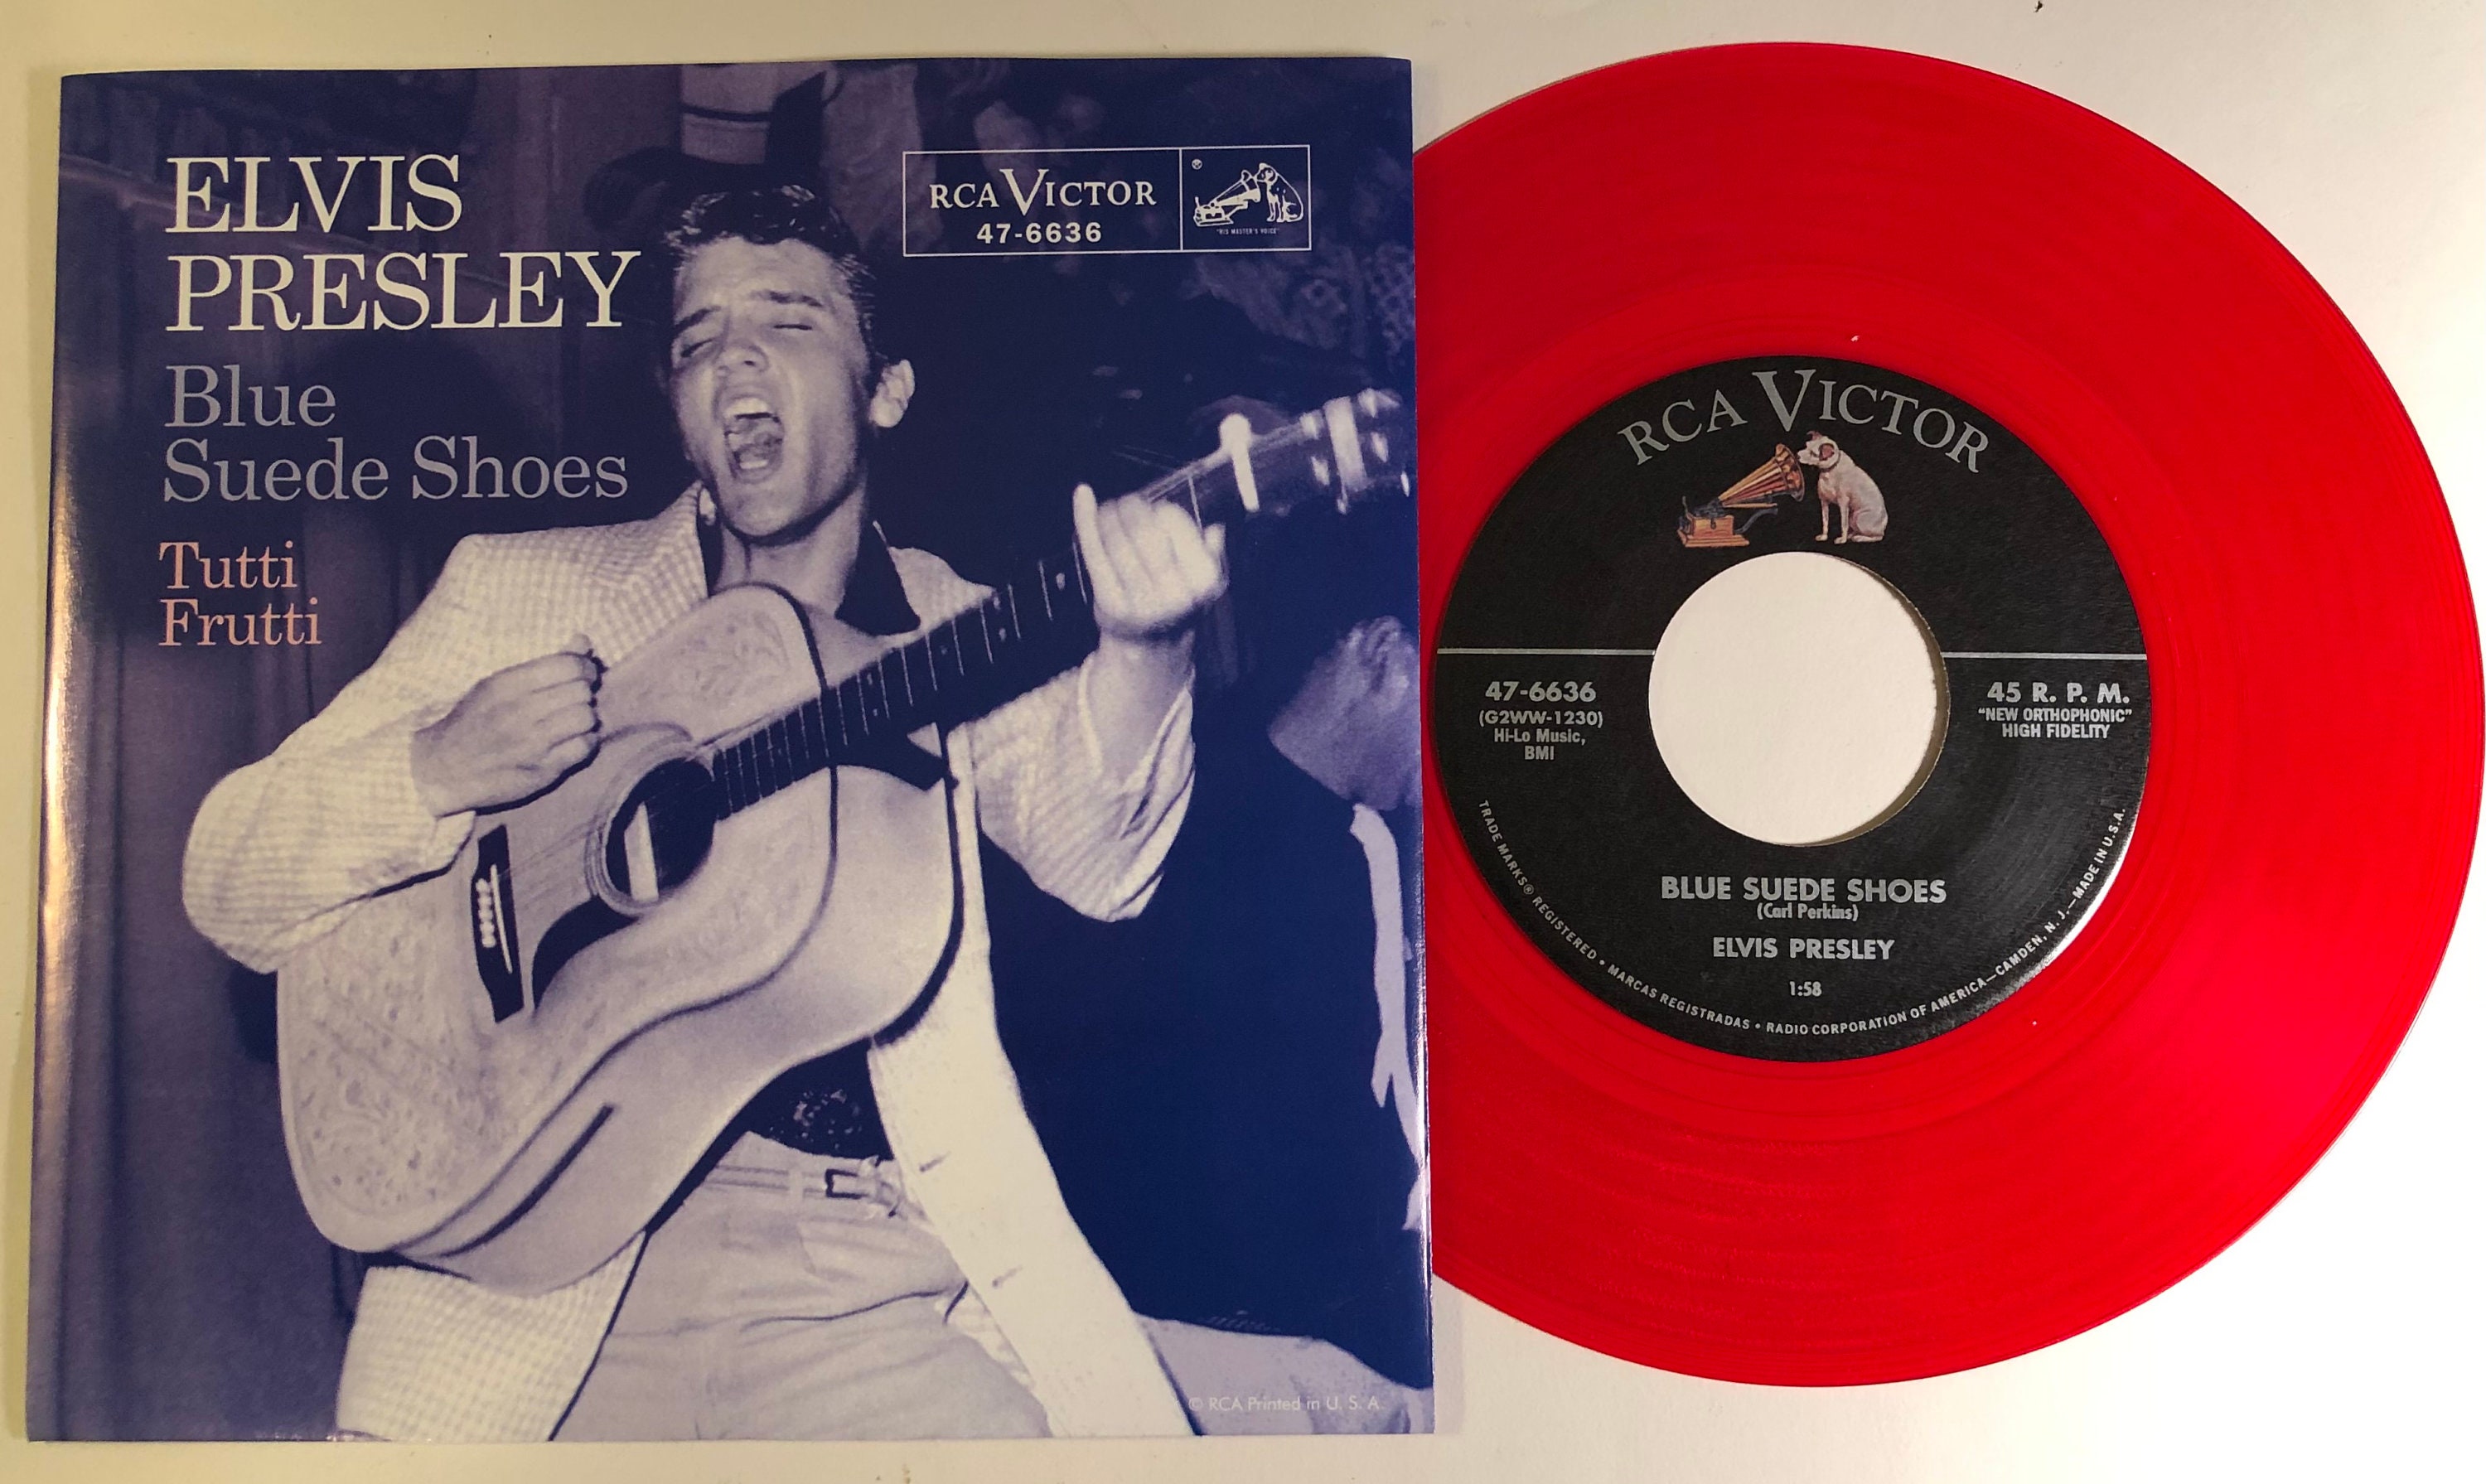 ELVIS
PRESLEY
Blue
Suede Shoes
Tutti
Frutti
RCA VICTOR
47-6636
®
"HIS MASTER'S VOICE"
© RCA Printed in U. S. A.
RCA VICTOR
47-6636
(G2WW-1230)
Hi-Lo Music,
BMI
45 R. P. M.
"NEW ORTHOPHONIC"
HIGH FIDELITY
BLUE SUEDE SHOES
(Carl Perkins)
ELVIS PRESLEY
1:58
TRADE MARKS ® REGISTERED • MARCAS REGISTRADAS • RADIO CORPORATION OF AMERICA—CAMDEN, N. J.—MADE IN U.S.A.